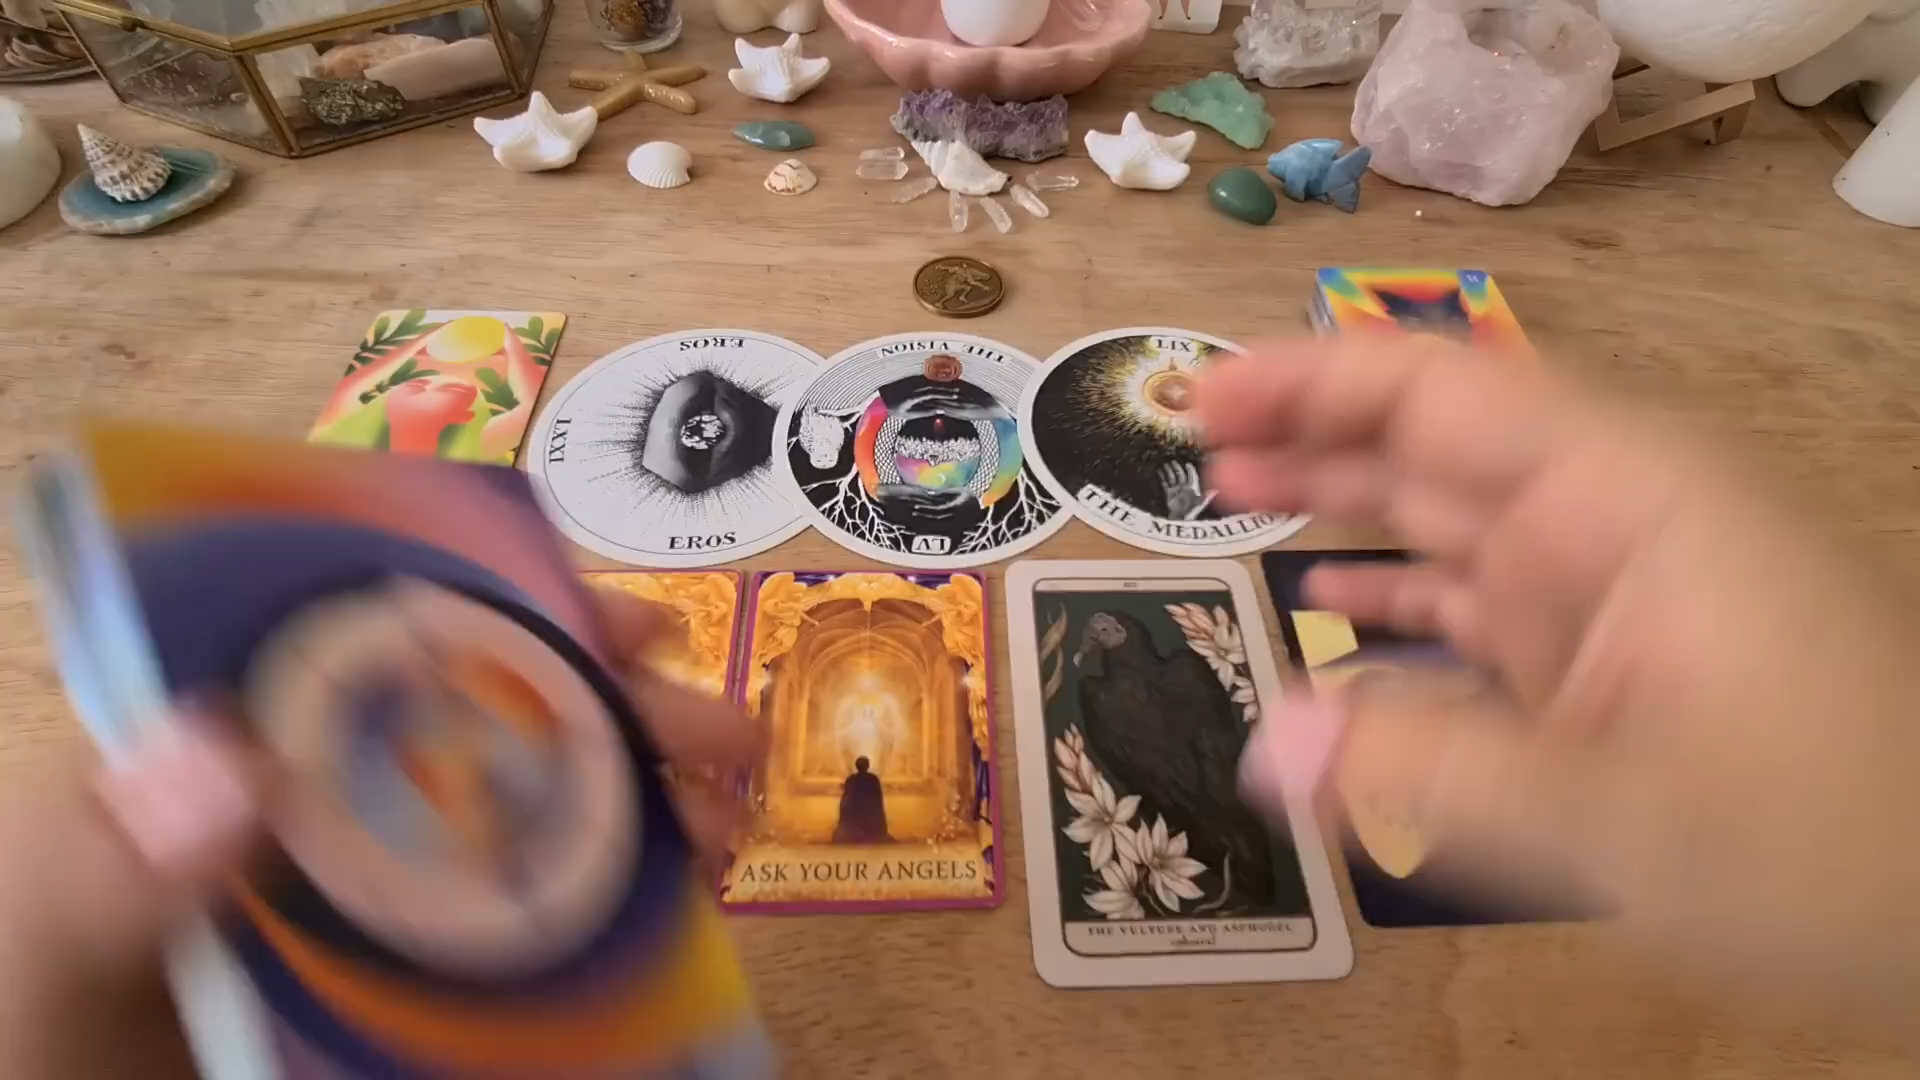 EROS
LXXI
EROS
THE VISION
LV
LIX
THE MEDALLION
ASK YOUR ANGELS
THE VULTURE AND ASPHODEL